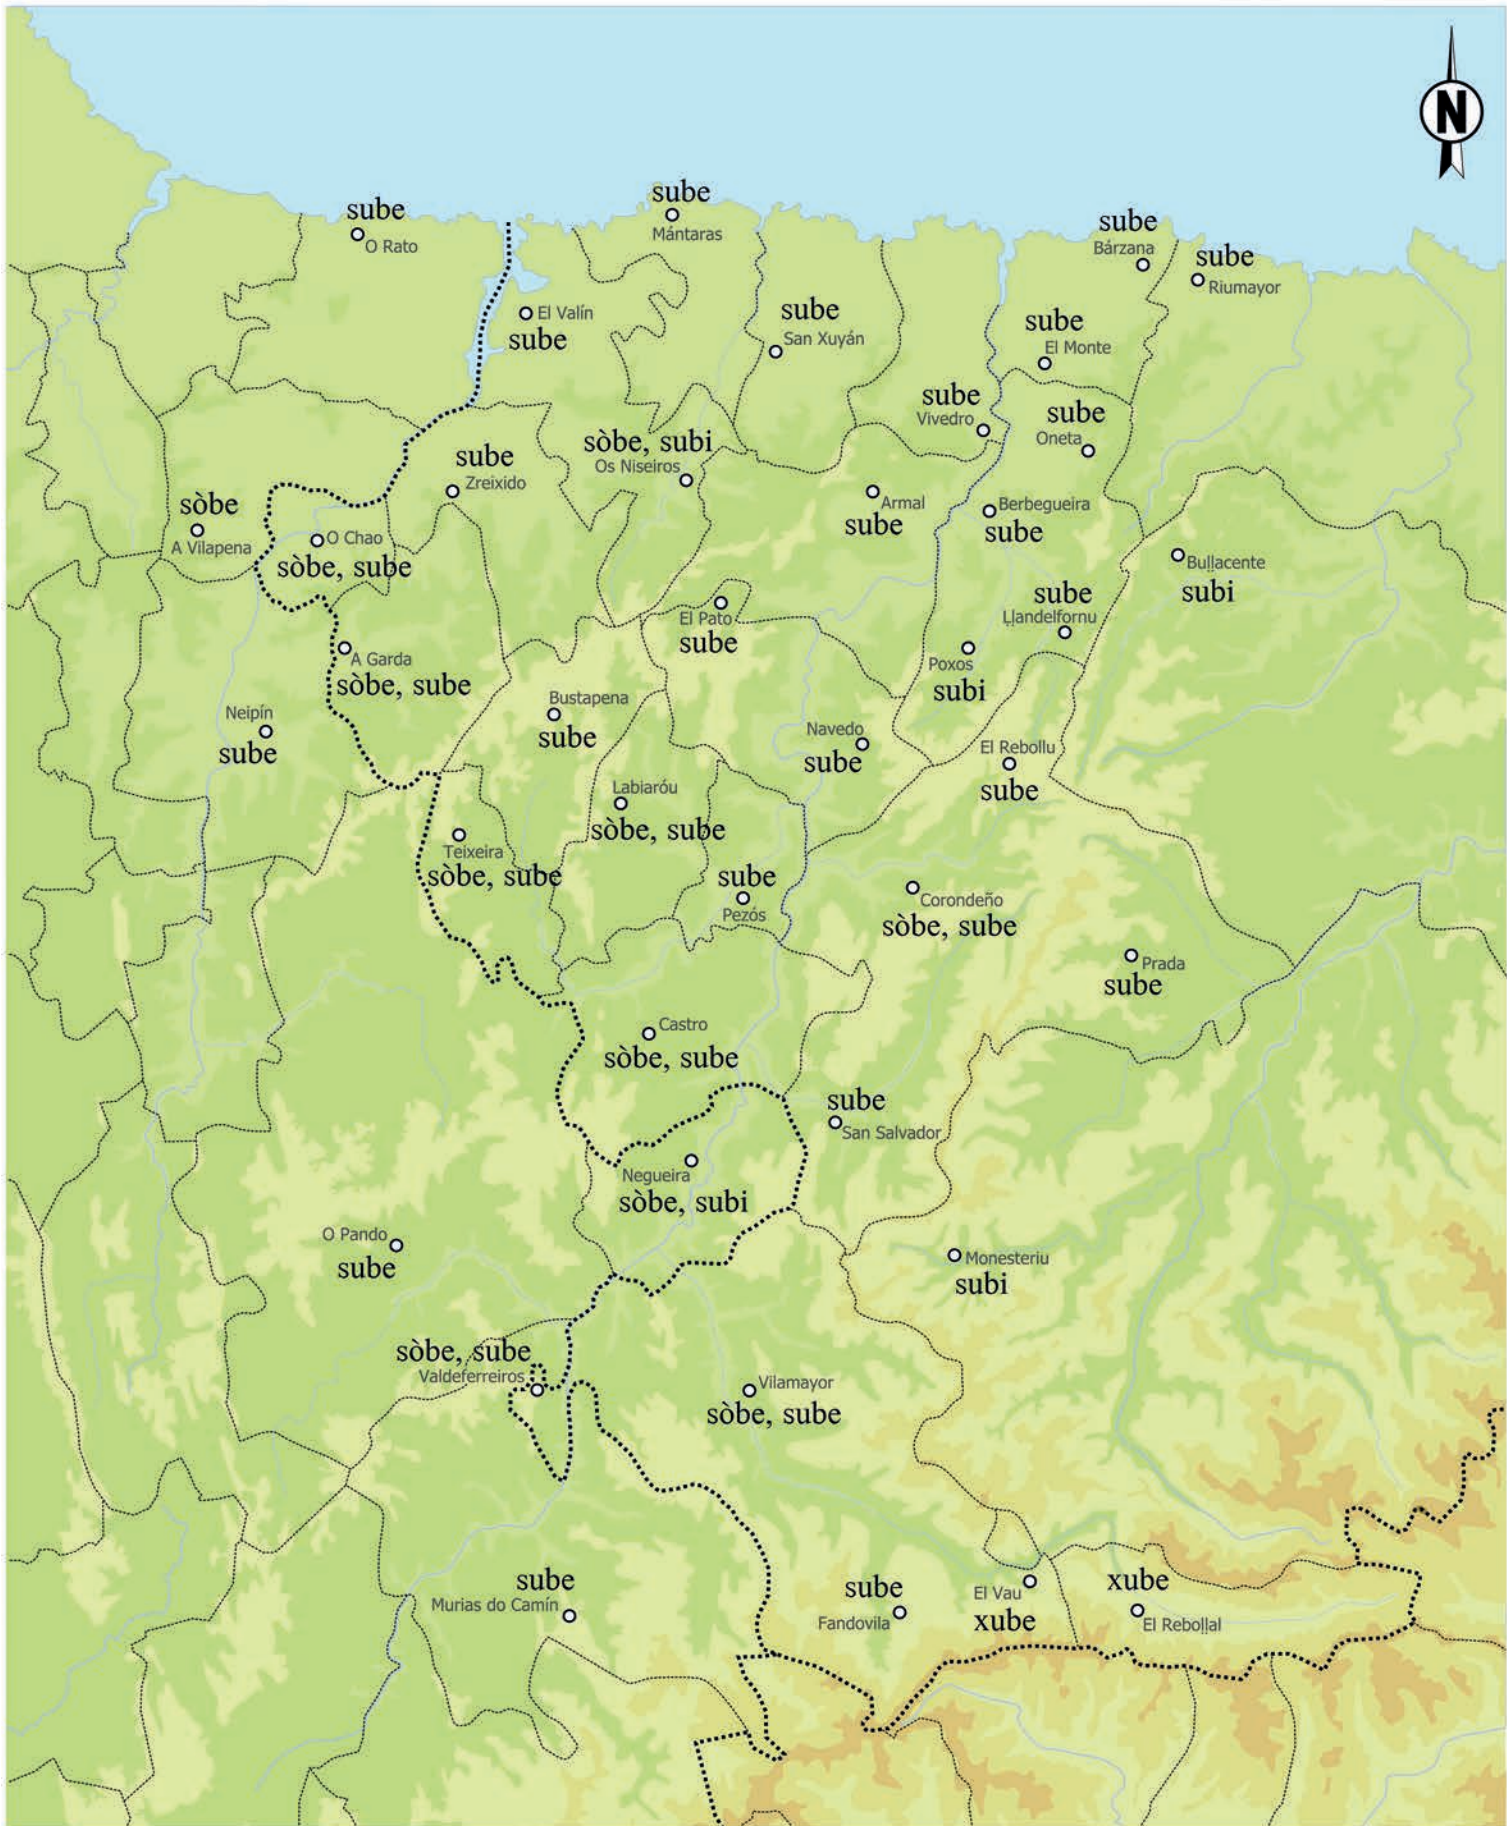 N
sube
O Rato
sube
Mántaras
sube
Bárzana
sube
Riumayor
El Valín
sube
sube
San Xuyán
sube
El Monte
sube
Vivedro
sube
Oneta
sòbe, subi
Os Niseiros
sube
Zreixido
sòbe
A Vilapena
O Chao
sòbe, sube
Armal
sube
Berbegueira
sube
Buḷḷacente
subi
sube
Ḷḷandelfornu
El Pato
sube
A Garda
sòbe, sube
Poxos
subi
Neipín
sube
Bustapena
sube
Navedo
sube
El Rebollu
sube
Labiaróu
sòbe, sube
Teixeira
sòbe, sube
sube
Pezós
Corondeño
sòbe, sube
Prada
sube
Castro
sòbe, sube
sube
San Salvador
Negueira
sòbe, subi
O Pando
sube
Monesteriu
subi
sòbe, sube
Valdeferreiros
Vilamayor
sòbe, sube
sube
Murias do Camín
sube
Fandovila
El Vau
xube
xube
El Reboḷḷal